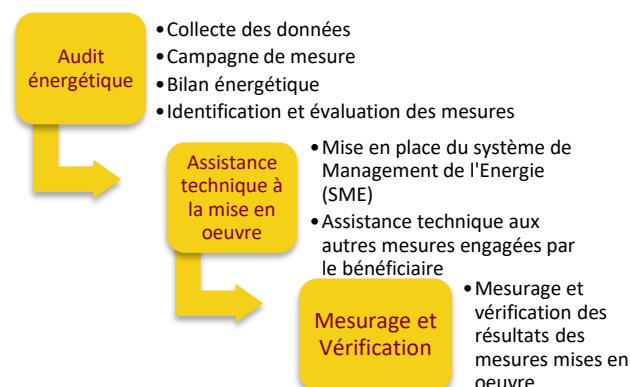 Audit
énergétique
•Collecte des données
•Campagne de mesure
•Bilan énergétique
•Identification et évaluation des mesures
Assistance
technique à
la mise en
oeuvre
•Mise en place du système de
Management de l'Energie
(SME)
•Assistance technique aux
autres mesures engagées par
le bénéficiaire
Mesurage et
Vérification
•Mesurage et
vérification des
résultats des
mesures mises en
oeuvre